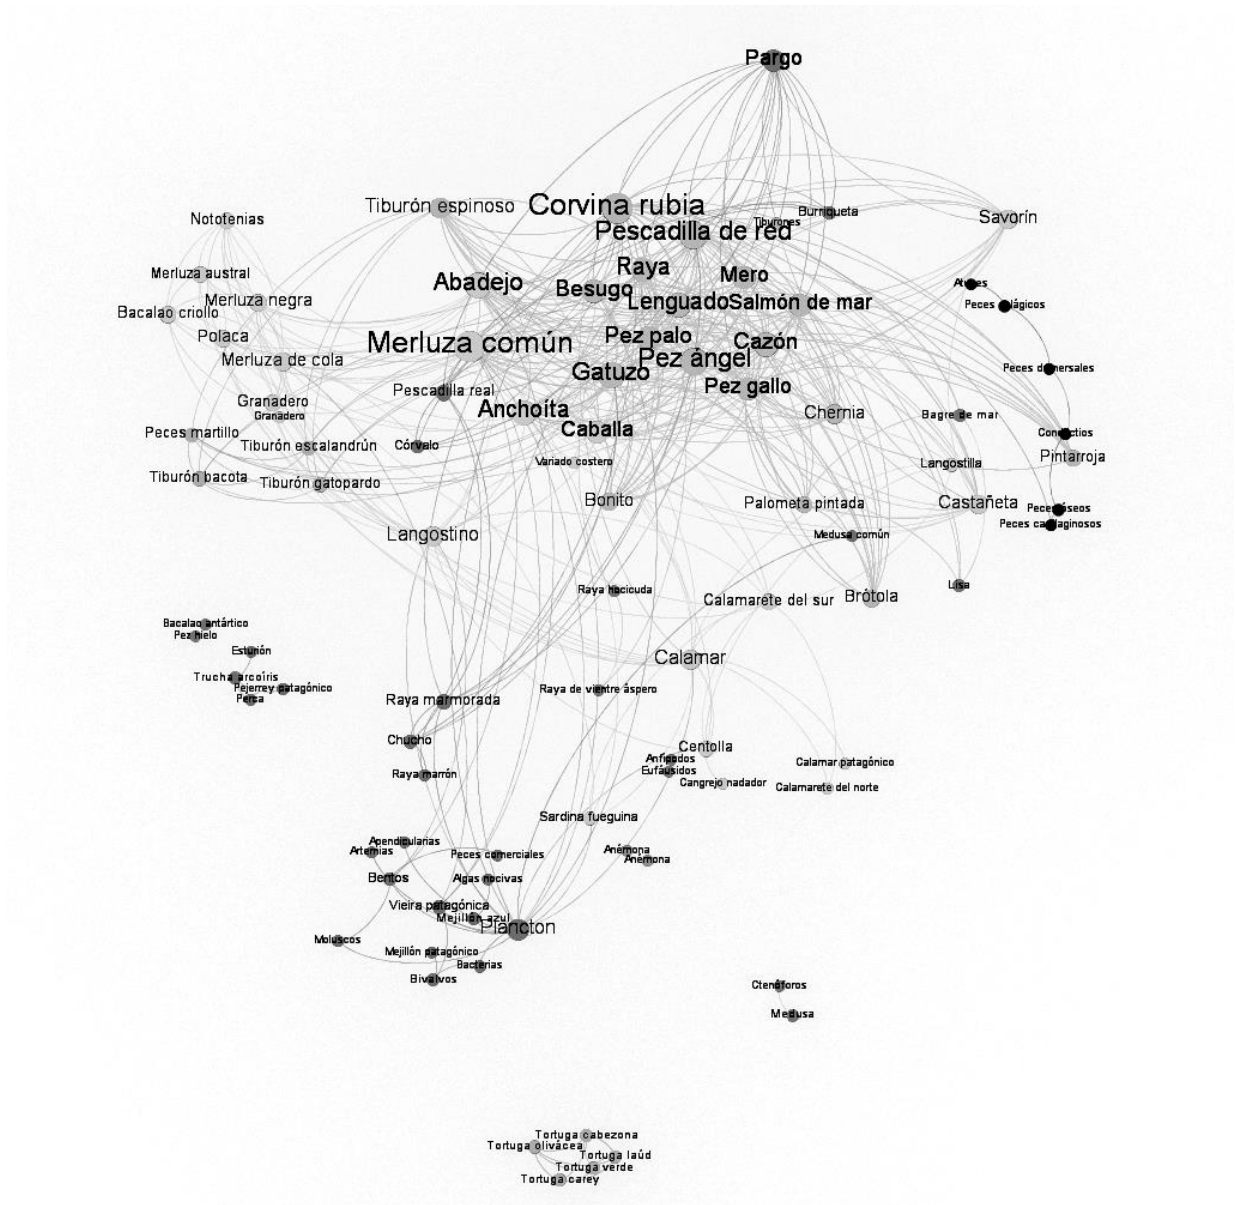 Pargo
Tiburón espinoso
Corvina rubia
Burriqueta
Savorín
Nototenias
Tiburones
Pescadilla de red
Merluza austral
Raya
Mero
Abadejo
Besugo
Merluza negra
Lenguado
Salmón de mar
Bacalao criollo
Polaca
Merluza común
Pez palo
Cazón
Merluza de cola
Pez ángel
Peces demersales
Gatuzo
Pescadilla real
Pez gallo
Granadero
Granadero
Anchoíta
Chernia
Bagre de mar
Peces martillo
Caballa
Tiburón escalandrún
Córvalo
Pintarroja
Variado costero
Langostilla
Tiburón bacota
Tiburón gatopardo
Bonito
Palometa pintada
Castañeta
Peces óseos
Peces cartilaginosos
Langostino
Medusa común
Raya hocicuda
Calamarete del sur
Brótola
Lisa
Bacalao antártico
Pez hielo
Esturión
Calamar
Trucha arcoíris
Pejerrey patagónico
Perca
Raya de vientre áspero
Raya marmorada
Chucho
Centolla
Anfípodos
Eufáusidos
Calamar patagónico
Raya marrón
Cangrejo nadador
Calamarete del norte
Sardina fueguina
Apendicularias
Artemias
Peces comerciales
Anémona
Anémona
Bentos
Algas nocivas
Vieira patagónica
Mejillón azul
Plancton
Moluscos
Mejillón patagónico
Bacterias
Bivalvos
Ctenóforos
Medusa
Tortuga cabezona
Tortuga olivácea
Tortuga laúd
Tortuga verde
Tortuga carey